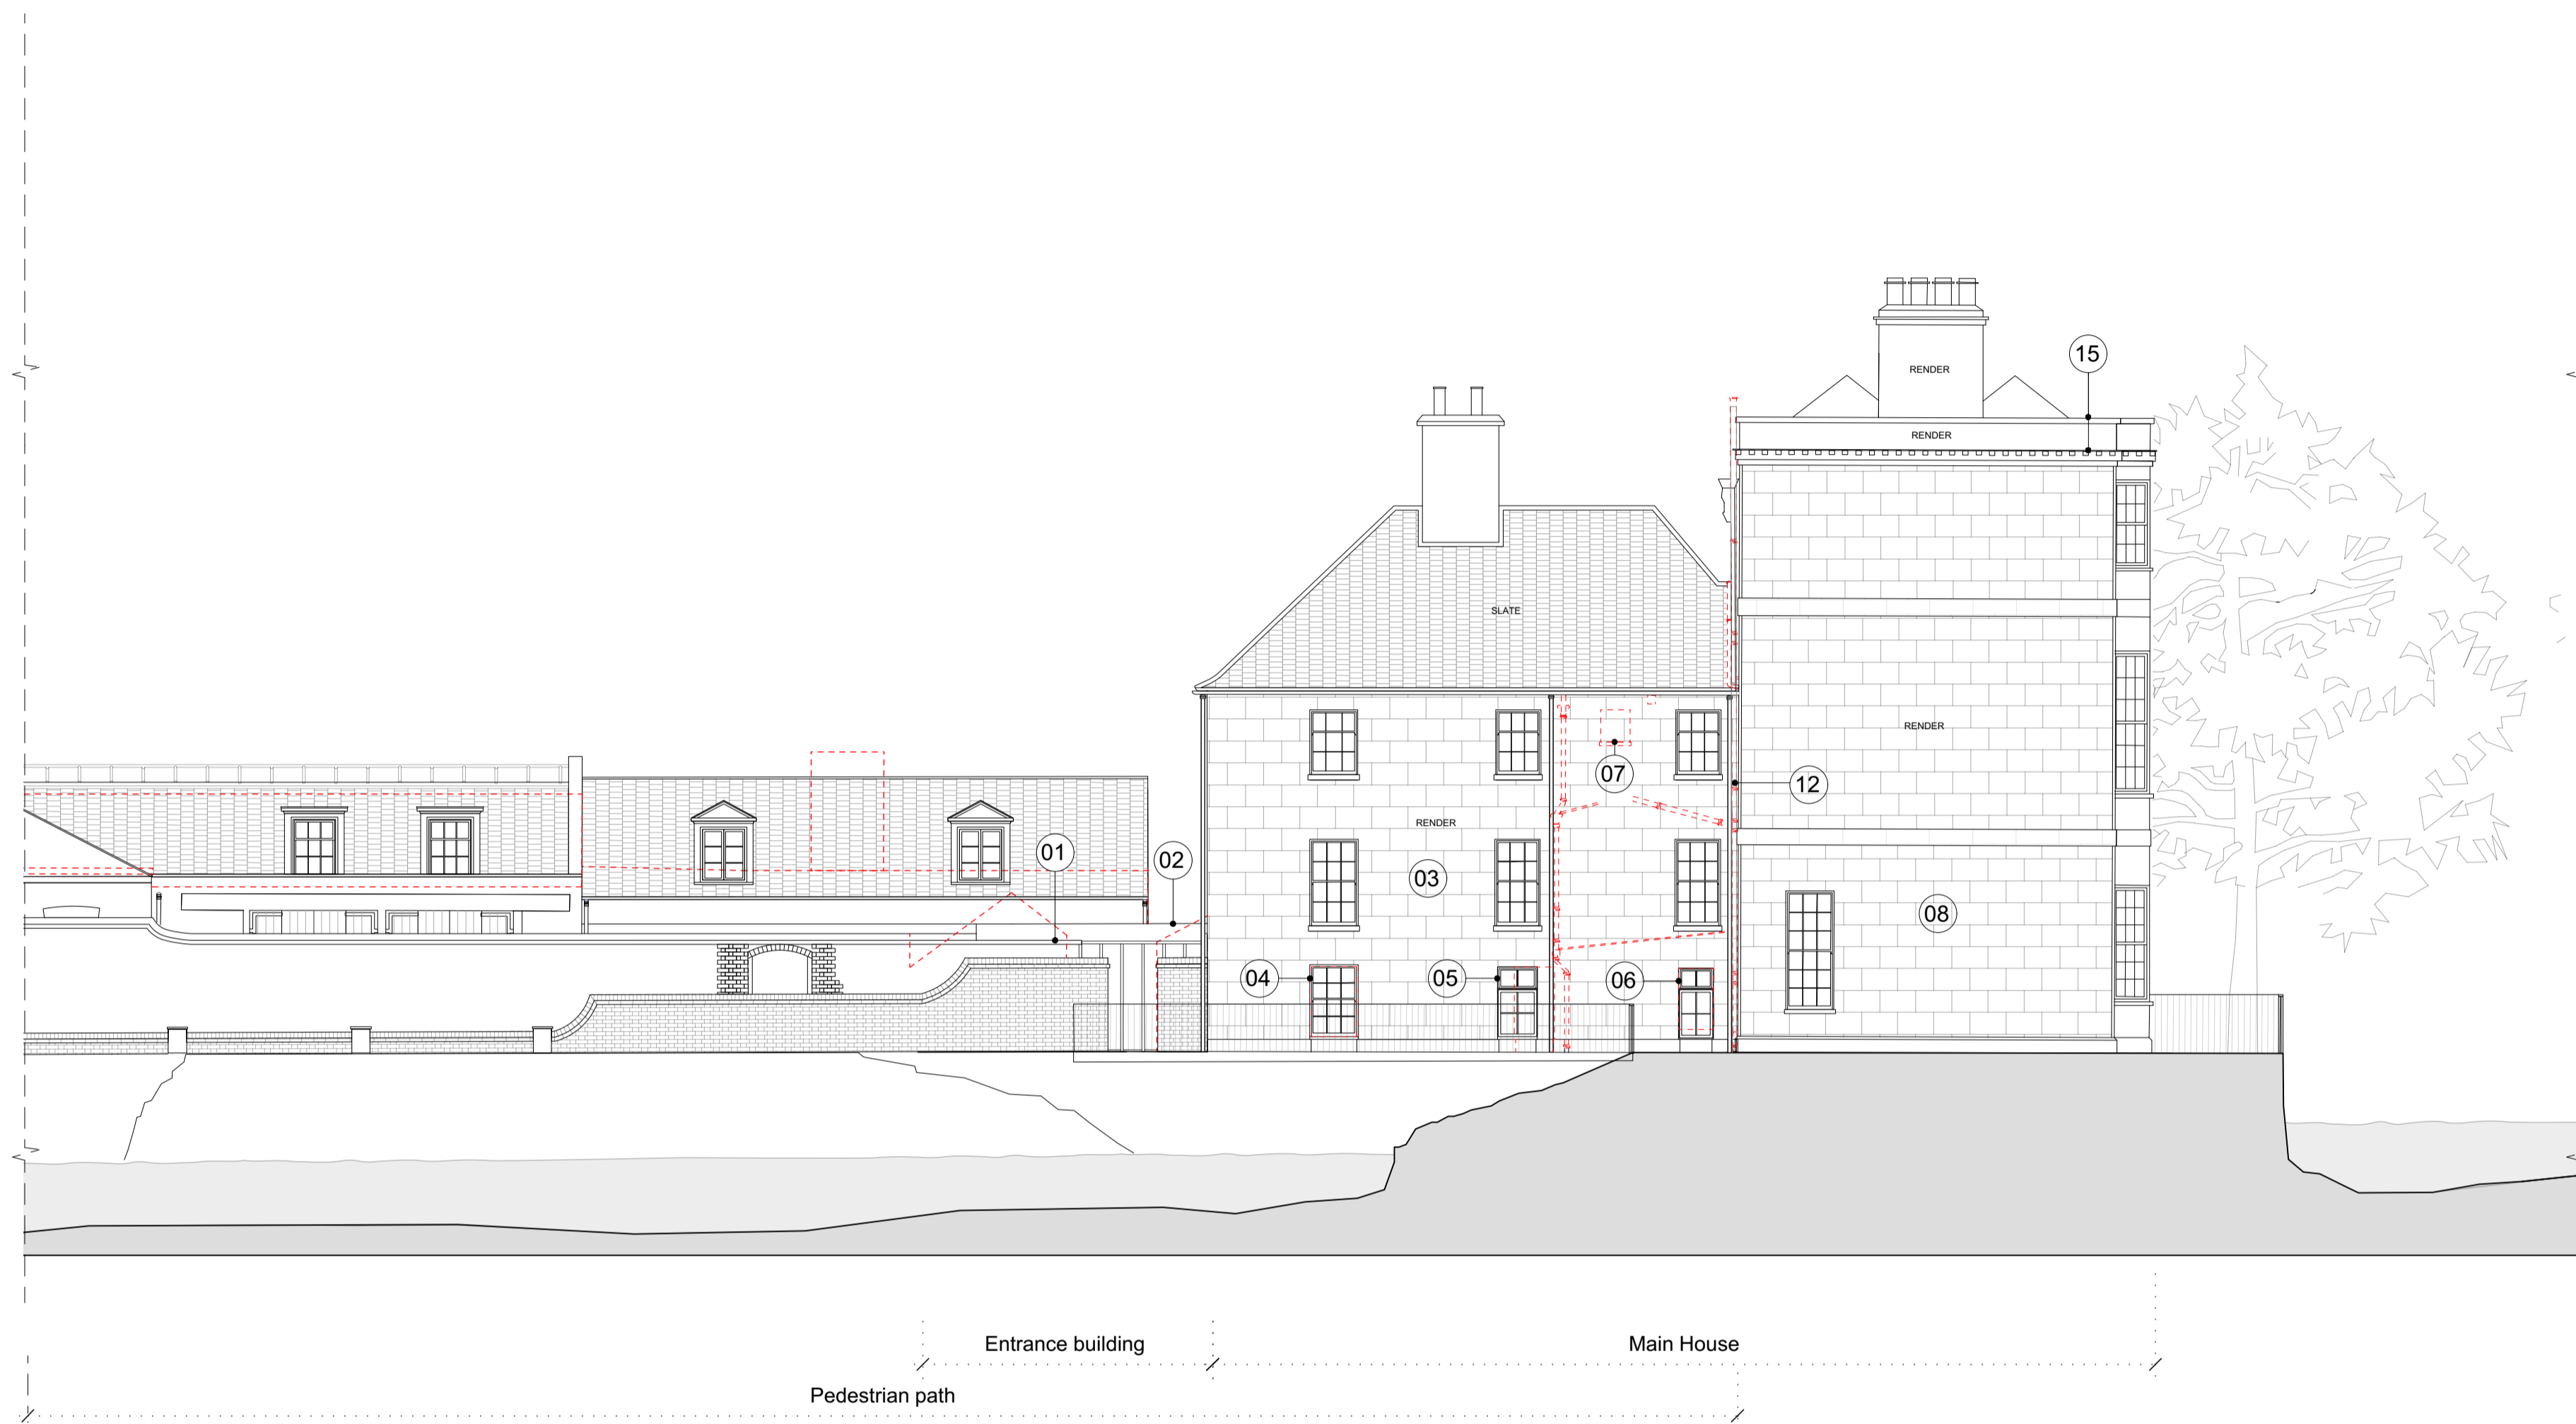 15
RENDER
RENDER
SLATE
RENDER
07
12
RENDER
01
02
03
08
04
05
06
Entrance building
Main House
Pedestrian path